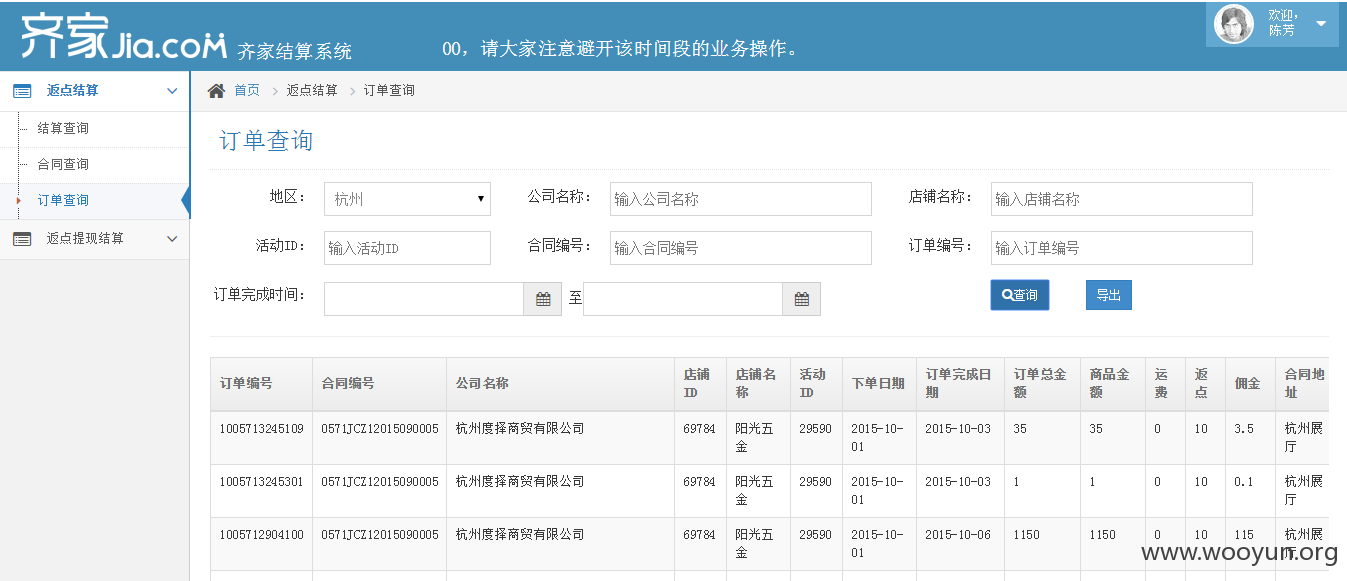 齐家Jia.com 齐家结算系统
00，请大家注意避开该时间段的业务操作。
欢迎，
陈芳
返点结算
结算查询
合同查询
订单查询
返点提现结算
首页 > 返点结算 > 订单查询
订单查询
地区： 杭州 公司名称： 输入公司名称 店铺名称： 输入店铺名称
活动ID： 输入活动ID 合同编号： 输入合同编号 订单编号： 输入订单编号
订单完成时间： 至 查询 导出
订单编号 合同编号 公司名称 店铺ID 店铺名称 活动ID 下单日期 订单完成日期 订单总金额 商品金额 运费 返点 佣金 合同地址
1005713245109 0571JCZ12015090005 杭州度择商贸有限公司 69784 阳光五金 29590 2015-10-01 2015-10-03 35 35 0 10 3.5 杭州展厅
1005713245301 0571JCZ12015090005 杭州度择商贸有限公司 69784 阳光五金 29590 2015-10-01 2015-10-03 1 1 0 10 0.1 杭州展厅
1005712904100 0571JCZ12015090005 杭州度择商贸有限公司 69784 阳光五金 29590 2015-10-01 2015-10-06 1150 1150 0 10 115 杭州展厅
www.wooyun.org